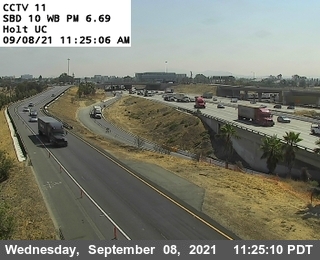 CCTV 11
SBD 10 WB PM 6.69
Holt UC
09/08/21 11:25:06 AM
Wednesday, September 08, 2021 11:25:10 PDT